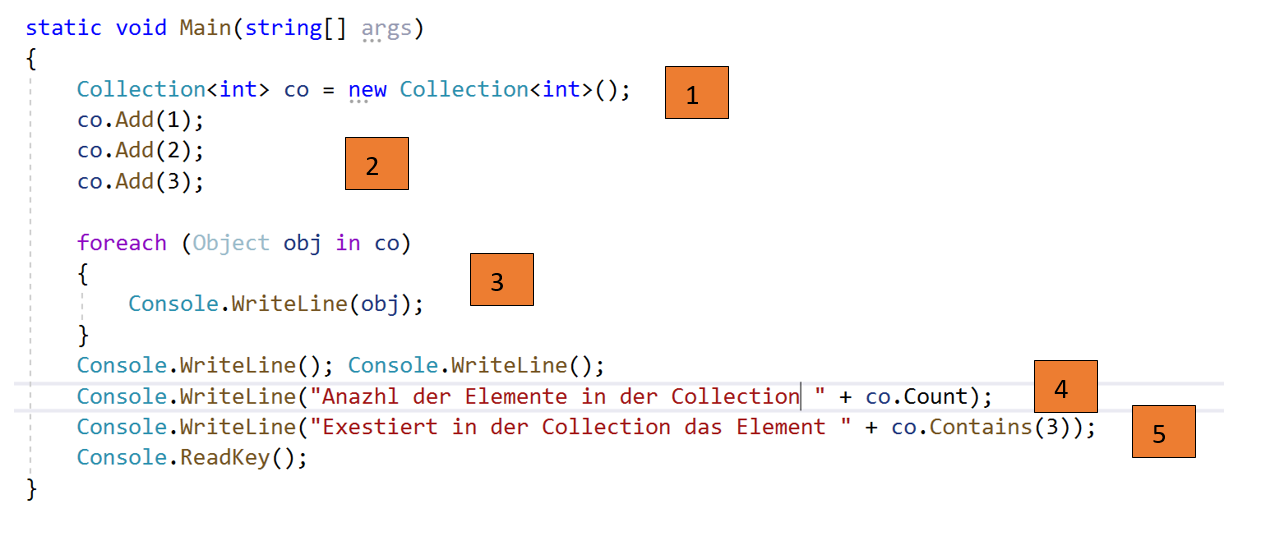 static void Main(string[] args)
{
Collection<int> co = new Collection<int>();
1
co.Add(1);
co.Add(2);
2
co.Add(3);
foreach (Object obj in co)
{
3
Console.WriteLine(obj);
}
Console.WriteLine(); Console.WriteLine();
Console.WriteLine("Anazhl der Elemente in der Collection " + co.Count);
4
Console.WriteLine("Exestiert in der Collection das Element " + co.Contains(3));
5
Console.ReadKey();
}